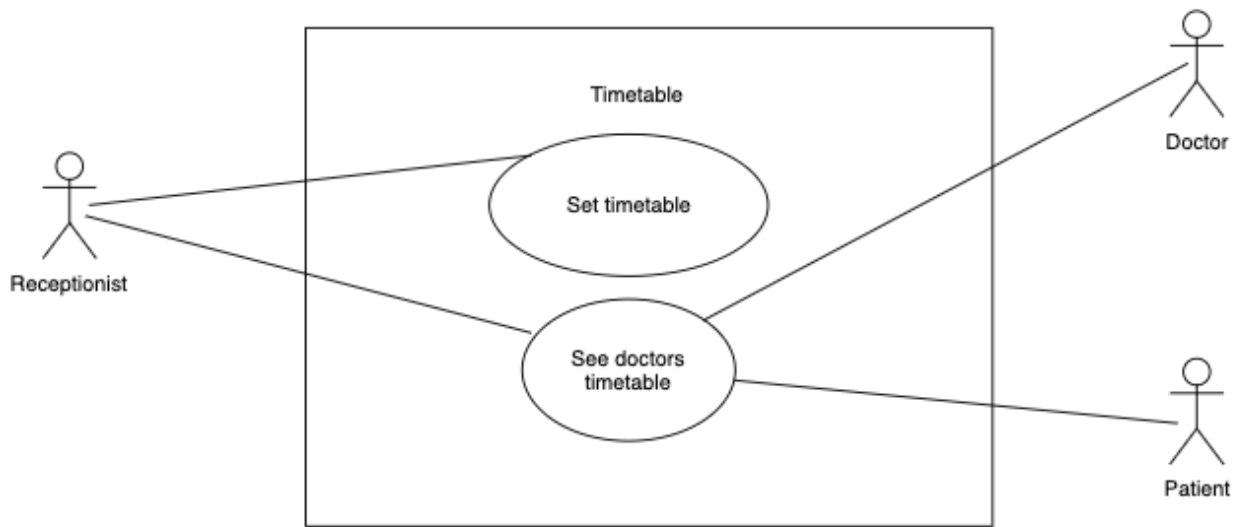 Timetable
Doctor
Set timetable
Receptionist
See doctors
timetable
Patient